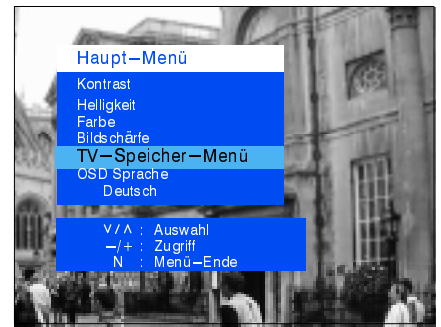 Haupt–Menü
Kontrast
Helligkeit
Farbe
Bildschärfe
TV–Speicher–Menü
OSD Sprache
Deutsch
∨/∧ : Auswahl
–/+ : Zugriff
N : Menü–Ende